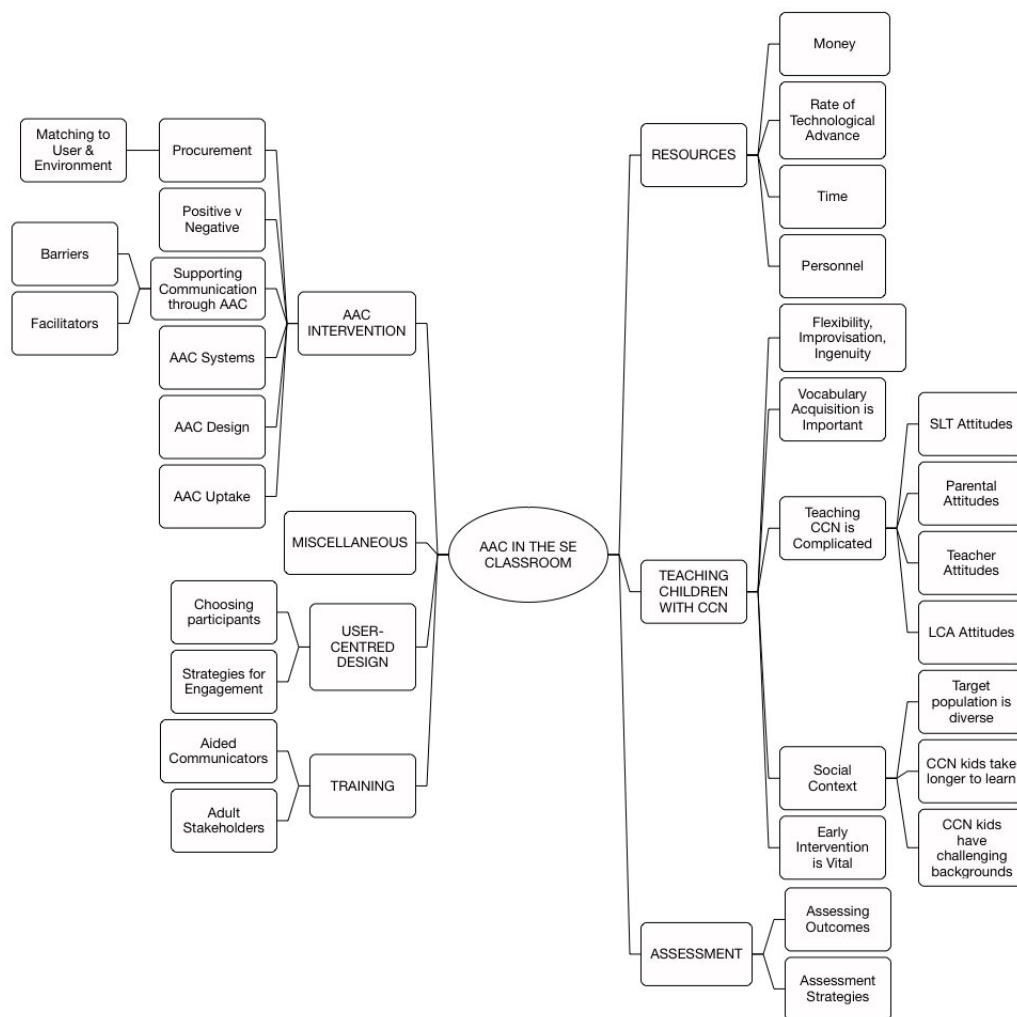 Matching to
User &
Environment
Procurement
Positive v
Negative
Barriers
Facilitators
Supporting
Communication
through AAC
AAC Systems
AAC Design
AAC Uptake
AAC
INTERVENTION
MISCELLANEOUS
Choosing
participants
Strategies for
Engagement
USER-
CENTRED
DESIGN
Aided
Communicators
Adult
Stakeholders
TRAINING
AAC IN THE SE
CLASSROOM
RESOURCES
Money
Rate of
Technological
Advance
Time
Personnel
TEACHING
CHILDREN
WITH CCN
Flexibility,
Improvisation,
Ingenuity
Vocabulary
Acquisition is
Important
Teaching
CCN is
Complicated
SLT Attitudes
Parental
Attitudes
Teacher
Attitudes
LCA Attitudes
Social
Context
Target
population is
diverse
CCN kids take
longer to learn
CCN kids
have
challenging
backgrounds
Early
Intervention
is Vital
ASSESSMENT
Assessing
Outcomes
Assessment
Strategies